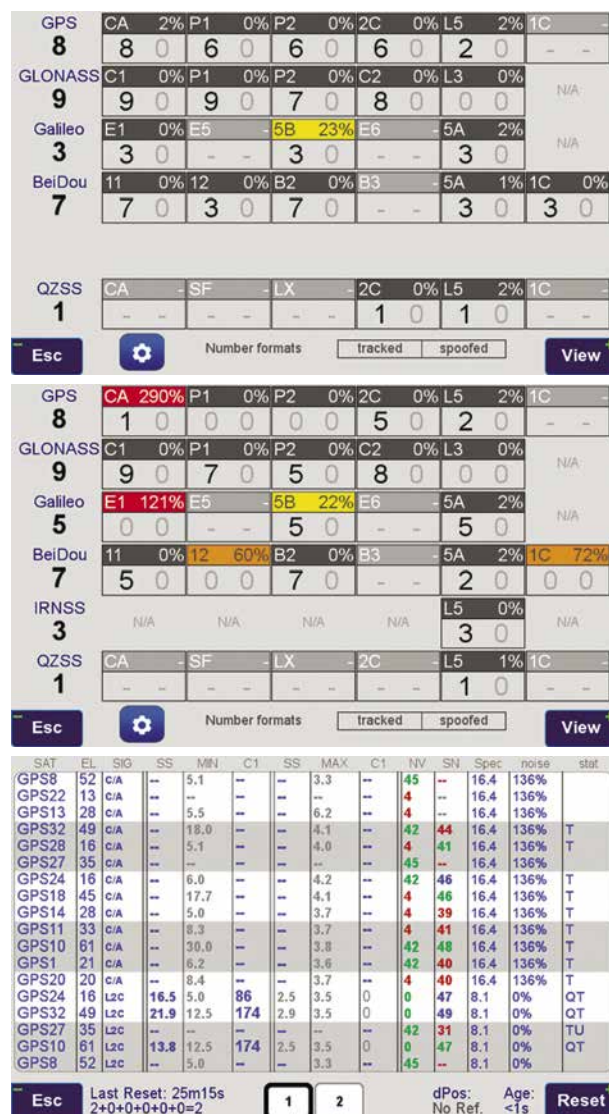 GPS CA 2% P1 0% P2 0% 2C 0% L5 2% 1C -
8 8 0 6 0 6 0 6 0 2 0 - -
GLONASS C1 0% P1 0% P2 0% C2 0% L3 0%
9 9 0 9 0 7 0 8 0 0 0 N/A
Galileo E1 0% E5 - 5B 23% E6 - 5A 2%
3 3 0 - - 3 0 - - 3 0 N/A
BeiDou 11 0% 12 0% B2 0% B3 - 5A 1% 1C 0%
7 7 0 3 0 7 0 - - 3 0 3 0
QZSS CA - SF - LX - 2C 0% L5 2% 1C -
1 - - - - - - 1 0 1 0 - -
Esc Number formats tracked spoofed View
GPS CA 290% P1 0% P2 0% 2C 0% L5 2% 1C -
8 1 0 0 0 0 0 5 0 2 0 - -
GLONASS C1 0% P1 0% P2 0% C2 0% L3 0%
9 9 0 7 0 5 0 8 0 0 0 N/A
Galileo E1 121% E5 - 5B 22% E6 - 5A 2%
5 0 0 - - 5 0 - - 5 0 N/A
BeiDou 11 0% 12 60% B2 0% B3 - 5A 2% 1C 72%
7 5 0 0 0 7 0 - - 2 0 0 0
IRNSS L5 0%
3 N/A N/A N/A N/A 3 0 N/A
QZSS CA - SF - LX - 2C - L5 1% 1C -
1 - - - - - - - - 1 0 - -
Esc Number formats tracked spoofed View
SAT EL SIG SS MIN C1 SS MAX C1 NV SN Spec noise stat
GPS8 52 C/A -- 5.1 -- -- 3.3 -- 45 -- 16.4 136%
GPS22 13 C/A -- -- -- -- -- -- 4 -- 16.4 136%
GPS13 28 C/A -- 5.5 -- -- 6.2 -- 4 -- 16.4 136%
GPS32 49 C/A -- 18.0 -- -- 4.1 -- 42 44 16.4 136% T
GPS28 16 C/A -- 5.1 -- -- 4.0 -- 4 41 16.4 136% T
GPS27 35 C/A -- -- -- -- -- -- 45 -- 16.4 136%
GPS24 16 C/A -- 6.0 -- -- 4.2 -- 42 46 16.4 136% T
GPS18 45 C/A -- 17.7 -- -- 4.1 -- 4 46 16.4 136% T
GPS14 28 C/A -- 5.0 -- -- 3.7 -- 4 39 16.4 136% T
GPS11 33 C/A -- 8.3 -- -- 3.7 -- 4 41 16.4 136% T
GPS10 61 C/A -- 30.0 -- -- 3.8 -- 42 48 16.4 136% T
GPS1 21 C/A -- 6.2 -- -- 3.6 -- 42 40 16.4 136% T
GPS20 20 C/A -- 8.4 -- -- 3.7 -- 4 40 16.4 136% T
GPS24 16 L2C 16.5 5.0 86 2.5 3.5 0 0 47 8.1 0% QT
GPS32 49 L2C 21.9 12.5 174 2.9 3.5 0 0 49 8.1 0% QT
GPS27 35 L2C -- -- -- -- -- -- 42 31 8.1 0% TU
GPS10 61 L2C 13.8 12.5 174 2.5 3.5 0 0 47 8.1 0% QT
GPS8 52 L2C -- 5.0 -- -- 3.3 -- 45 -- 8.1 0%
Esc Last Reset: 25m15s 1 2 dPos: Age: Reset
2+0+0+0+0+0=2 No Ref. <1s